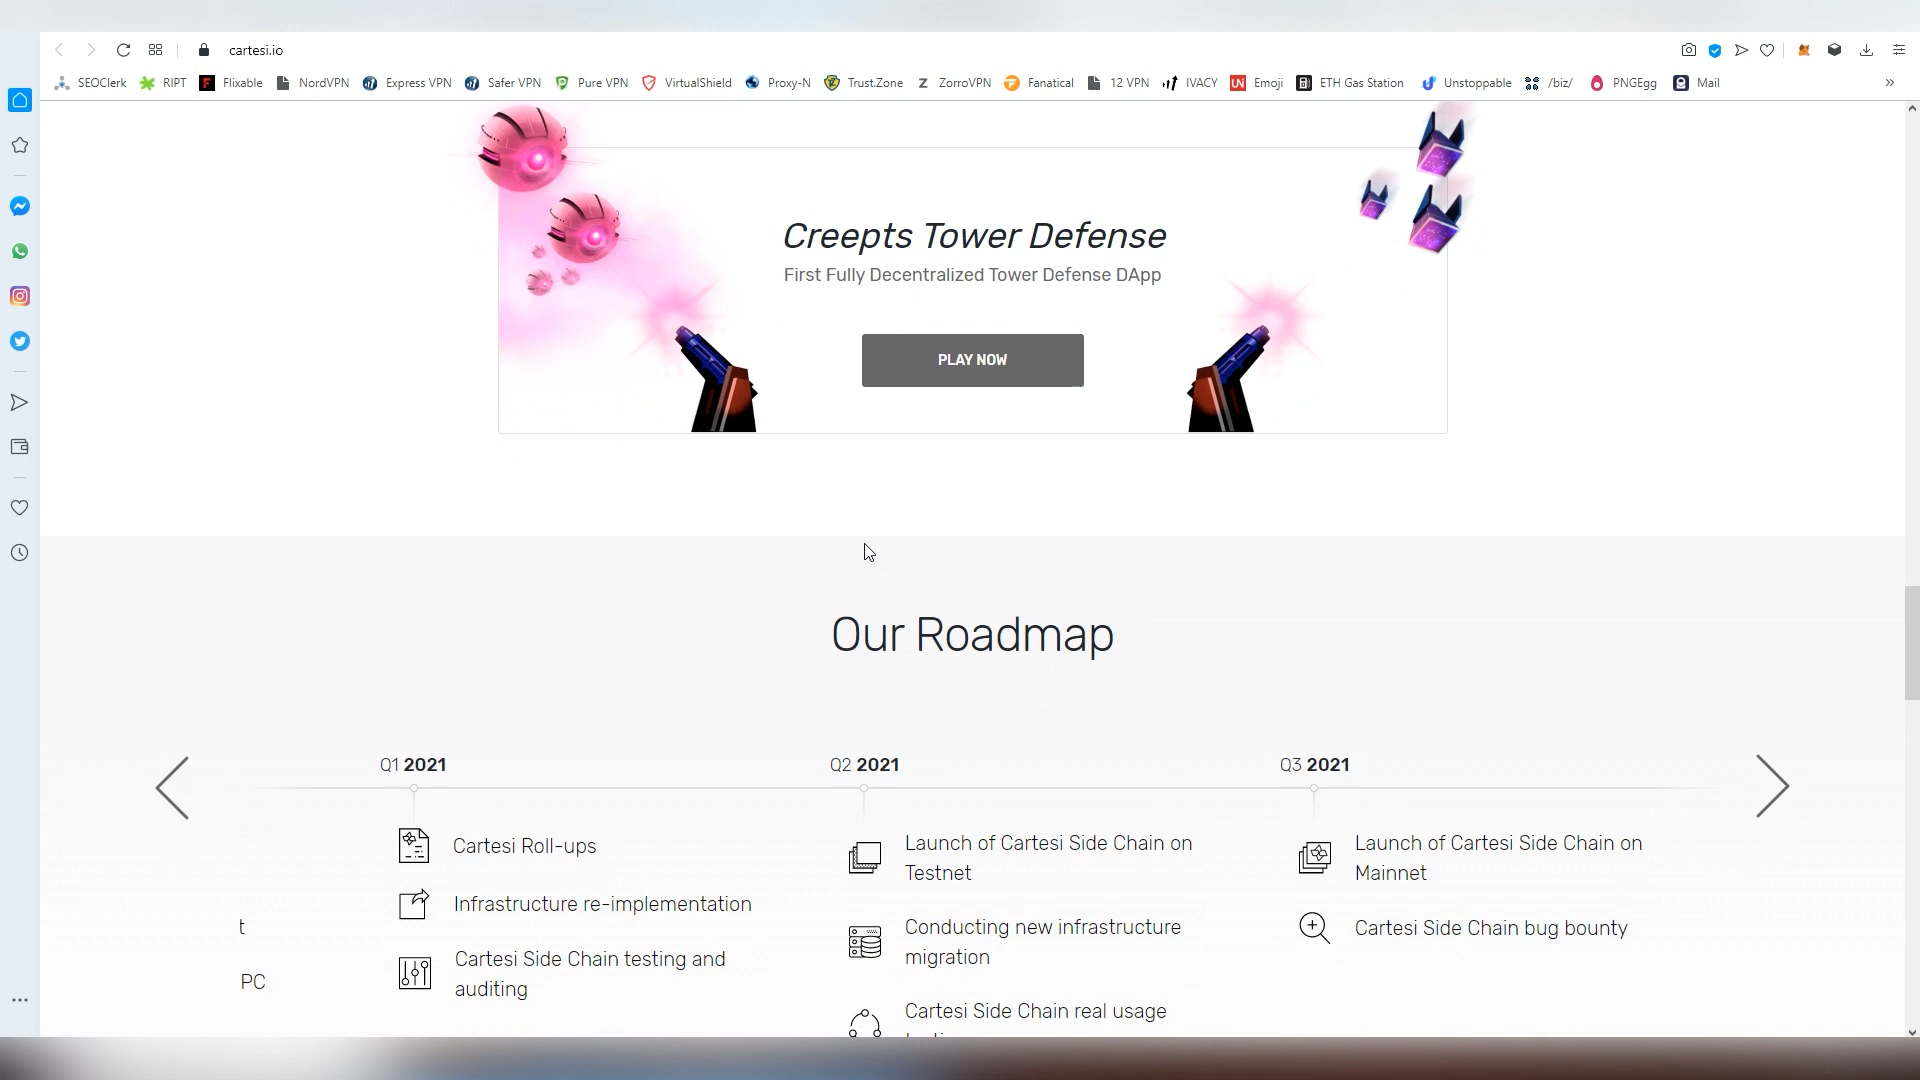 cartesi.io
SEOClerk RIPT Flixable NordVPN Express VPN Safer VPN Pure VPN VirtualShield Proxy-N Trust.Zone ZorroVPN Fanatical 12 VPN IVACY Emoji ETH Gas Station Unstoppable /biz/ PNGEgg Mail
Creepts Tower Defense
First Fully Decentralized Tower Defense DApp
PLAY NOW
Our Roadmap
Q1 2021
Cartesi Roll-ups
Infrastructure re-implementation
Cartesi Side Chain testing and
auditing
t
PC
Q2 2021
Launch of Cartesi Side Chain on
Testnet
Conducting new infrastructure
migration
Cartesi Side Chain real usage
Q3 2021
Launch of Cartesi Side Chain on
Mainnet
Cartesi Side Chain bug bounty